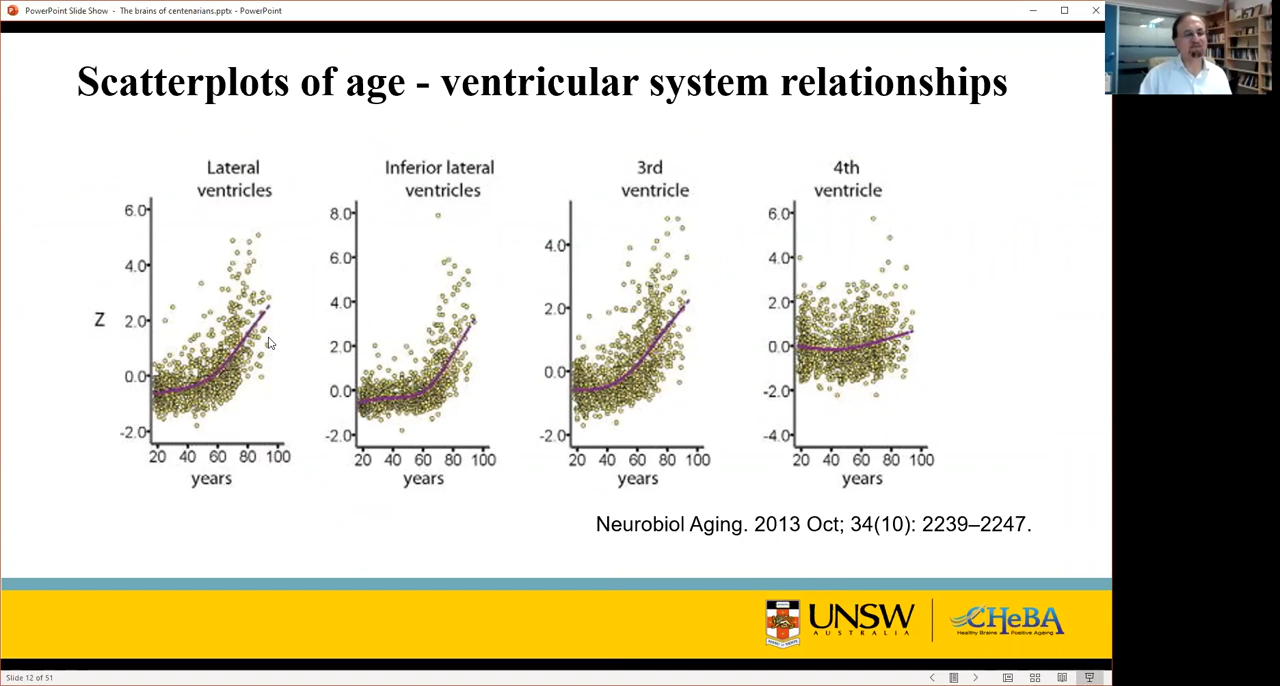 PowerPoint Slide Show - The brains of centenarians.pptx - PowerPoint
Scatterplots of age - ventricular system relationships
Lateral
ventricles
Inferior lateral
ventricles
3rd
ventricle
4th
ventricle
Z
6.0
4.0
2.0
0.0
-2.0
20 40 60 80 100
years
8.0
6.0
4.0
2.0
0.0
-2.0
20 40 60 80 100
years
4.0
2.0
0.0
-2.0
20 40 60 80 100
years
6.0
4.0
2.0
0.0
-2.0
-4.0
20 40 60 80 100
years
Neurobiol Aging. 2013 Oct; 34(10): 2239–2247.
UNSW
AUSTRALIA
CHeBA
Healthy Brains Positive Ageing
Slide 12 of 51